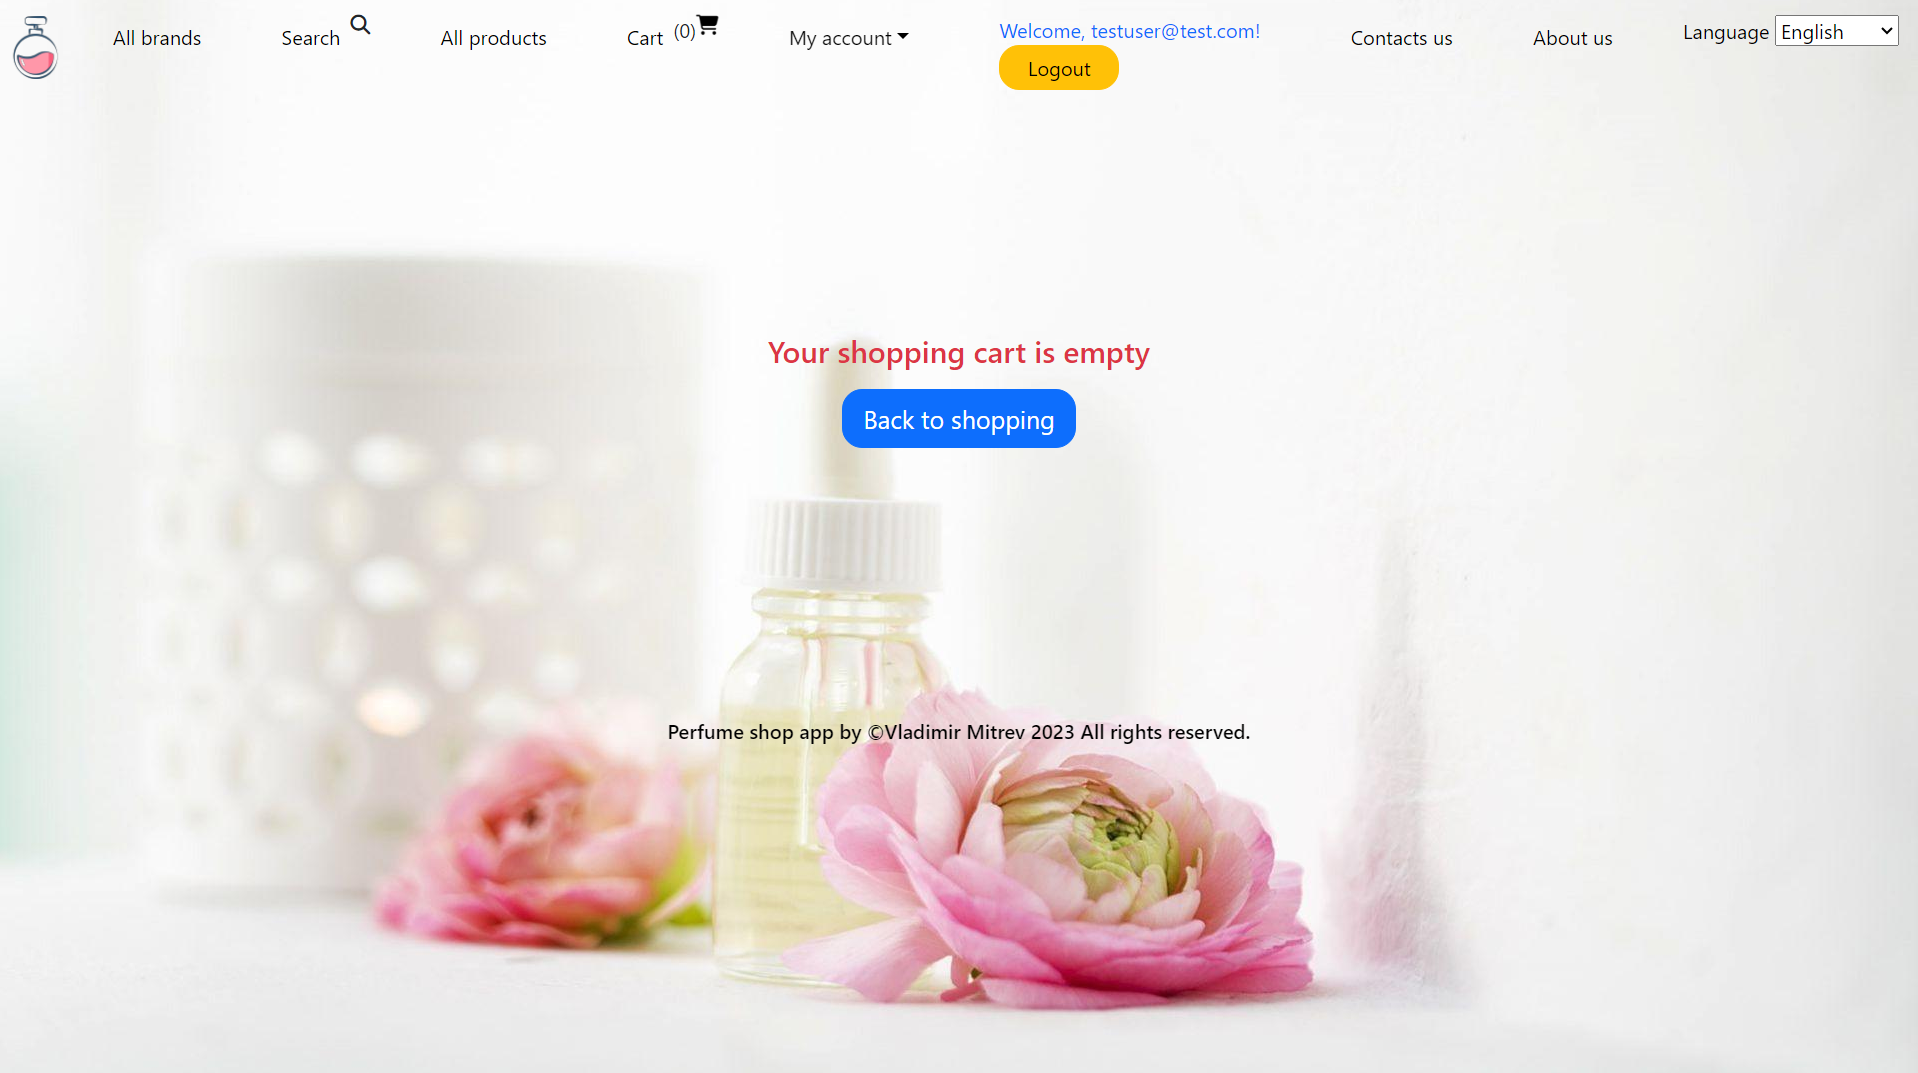 All brands
Search
All products
Cart (0)
My account
Welcome, testuser@test.com!
Logout
Contacts us
About us
Language English
Your shopping cart is empty
Back to shopping
Perfume shop app by ©Vladimir Mitrev 2023 All rights reserved.